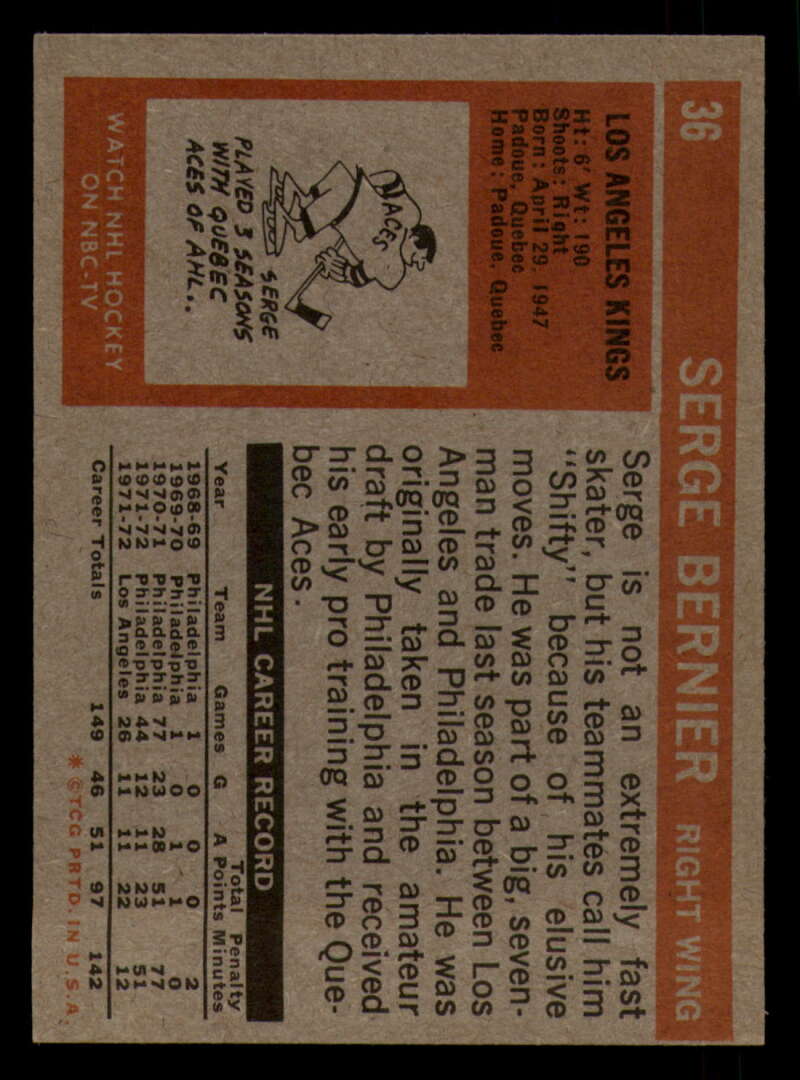 36 SERGE BERNIER RIGHT WING
LOS ANGELES KINGS
Ht: 6' Wt: 190
Shoots: Right
Born: April 29, 1947
Padoue, Quebec
Home: Padoue, Quebec
ACES
SERGE
PLAYED 3 SEASONS
WITH QUEBEC
ACES OF AHL..
WATCH NHL HOCKEY
ON NBC-TV
Serge is not an extremely fast
skater, but his teammates call him
"Shifty" because of his elusive
moves. He was part of a big, seven-
man trade last season between Los
Angeles and Philadelphia. He was
originally taken in the amateur
draft by Philadelphia and received
his early pro training with the Que-
bec Aces.
NHL CAREER RECORD
Total Penalty
Year Team Games G A Points Minutes
1968-69 Philadelphia 1 0 0 0 2
1969-70 Philadelphia 1 0 1 1 0
1970-71 Philadelphia 77 23 28 51 77
1971-72 Philadelphia 44 12 11 23 51
1971-72 Los Angeles 26 11 11 22 12
Career Totals 149 46 51 97 142
* © TCG PRTD. IN U.S.A.